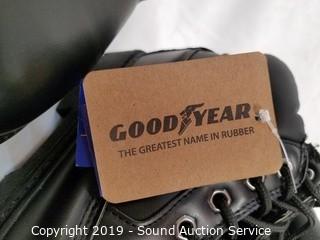 GOODYEAR
THE GREATEST NAME IN RUBBER
Copyright 2019 - Sound Auction Service